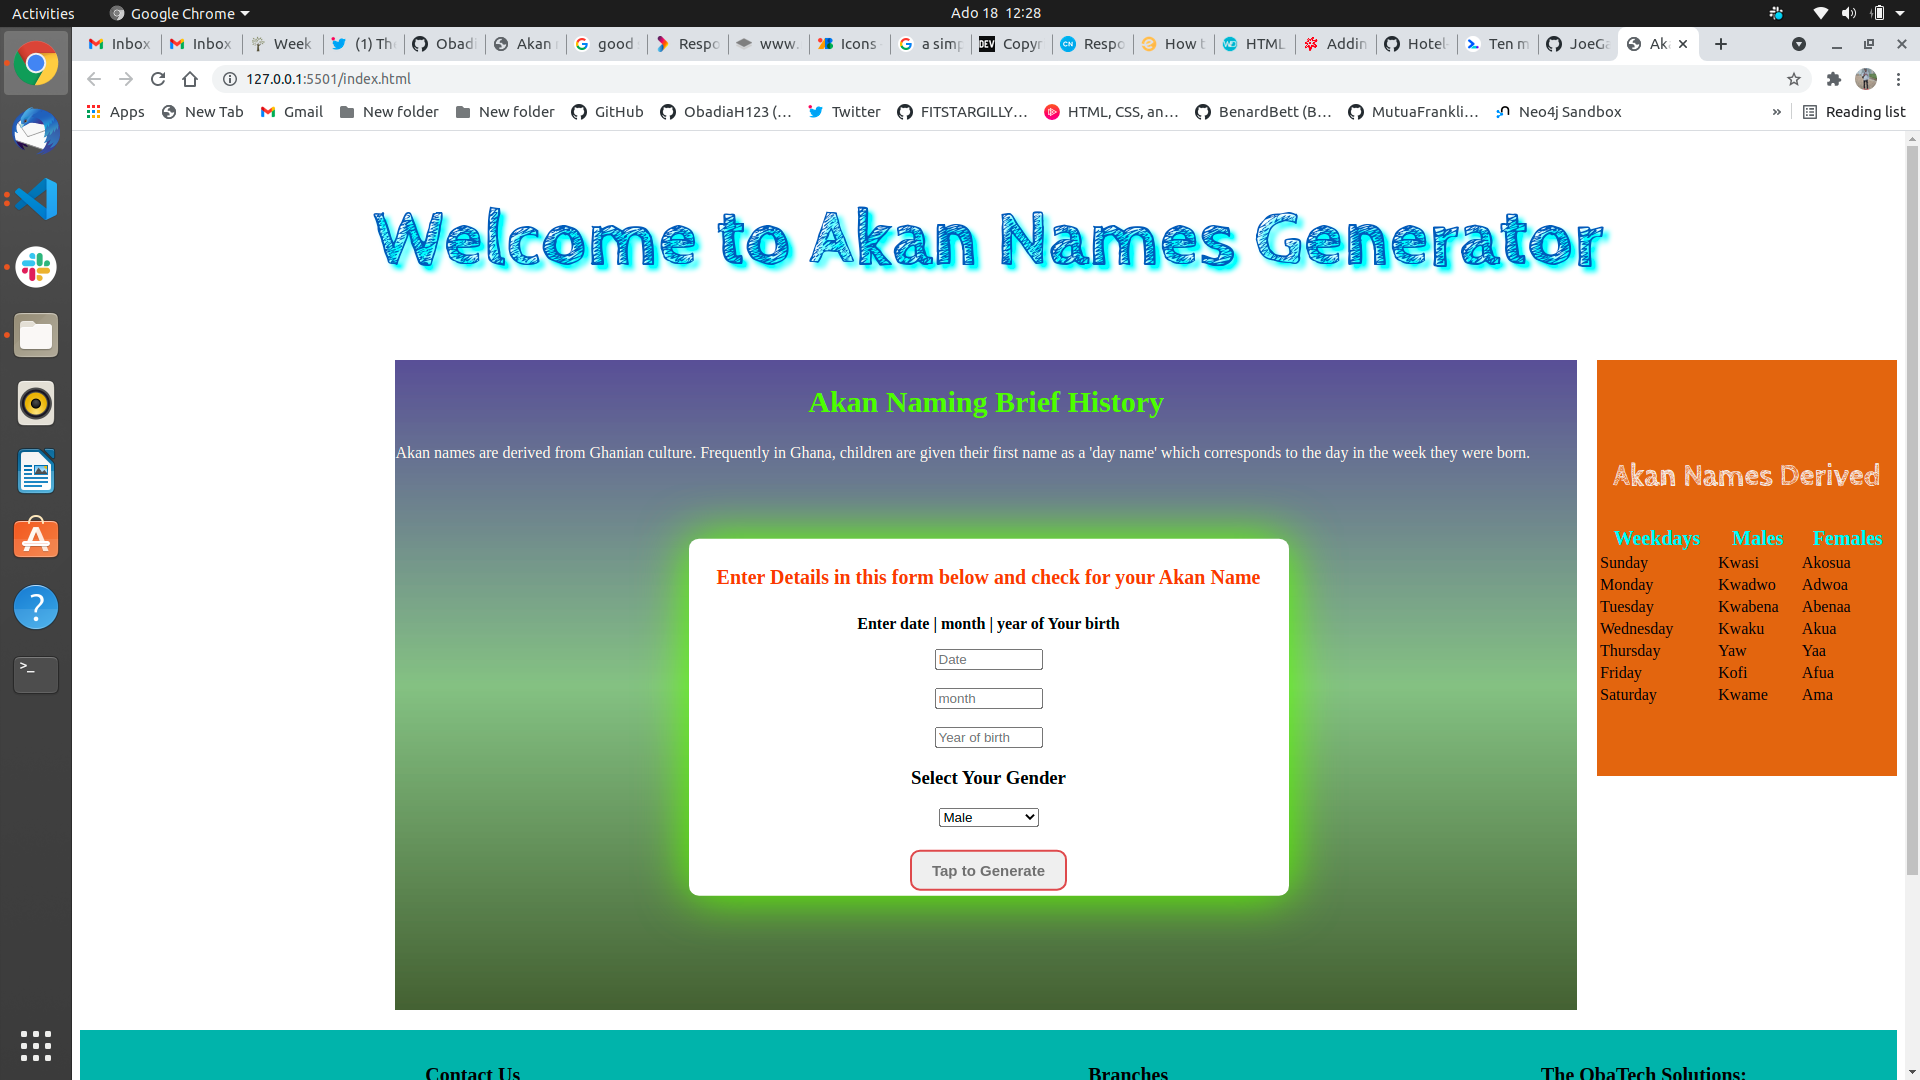 Activities
Google Chrome
Ado 18 12:28
Inbox
Inbox
Week
(1) Th
Obad
Akan
good
Respo
www.
Icons
a simp
DEV
Copyr
CN
Respo
How t
HTML
Addin
Hotel-
Ten m
JoeGa
Aka
127.0.0.1:5501/index.html
Apps
New Tab
Gmail
New folder
New folder
GitHub
ObadiaH123 (...
Twitter
FITSTARGILLY...
HTML, CSS, an...
BenardBett (B...
MutuaFrankli...
Neo4j Sandbox
»
Reading list
Welcome to Akan Names Generator
Akan Naming Brief History
Akan names are derived from Ghanian culture. Frequently in Ghana, children are given their first name as a 'day name' which corresponds to the day in the week they were born.
Enter Details in this form below and check for your Akan Name
Enter date | month | year of Your birth
Date
month
Year of birth
Select Your Gender
Male
Tap to Generate
Akan Names Derived
Weekdays Males Females
Sunday Kwasi Akosua
Monday Kwadwo Adwoa
Tuesday Kwabena Abenaa
Wednesday Kwaku Akua
Thursday Yaw Yaa
Friday Kofi Afua
Saturday Kwame Ama
Contact Us
Branches
The ObaTech Solutions: